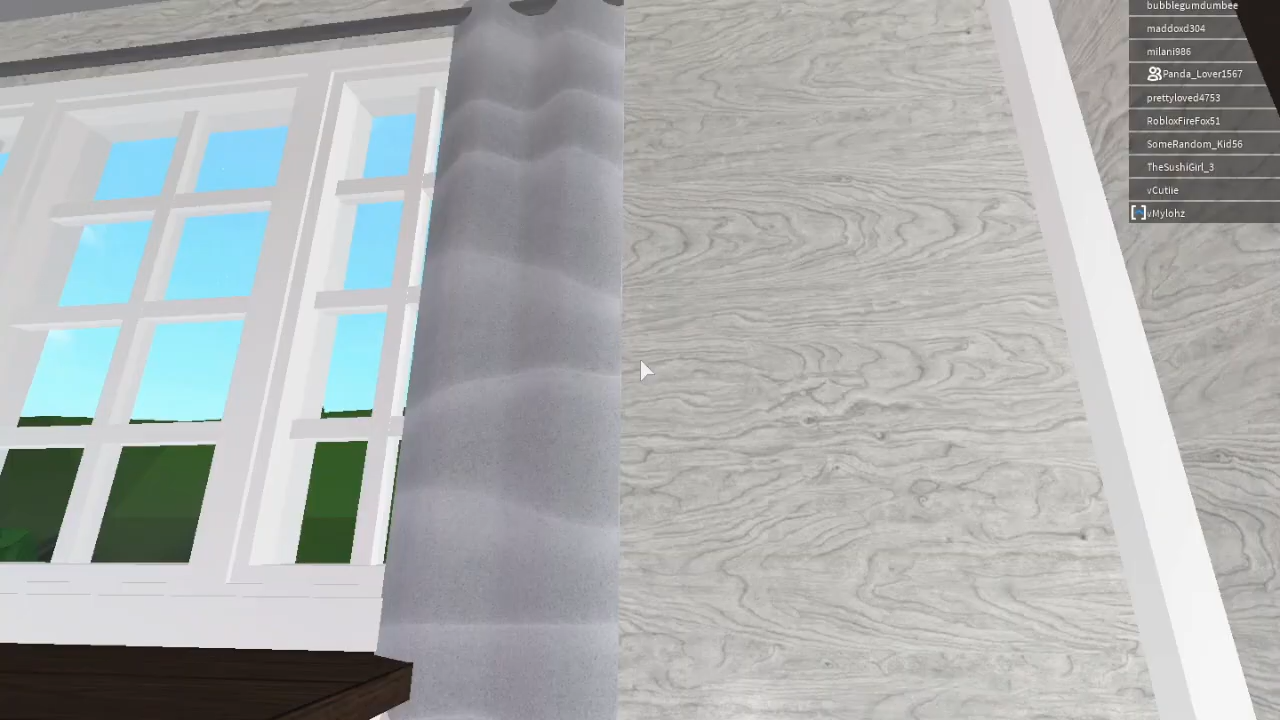 bubblegumdumbee
maddoxd304
milani986
Panda_Lover1567
prettyloved4753
RobloxFireFox51
SomeRandom_Kid56
TheSushiGirl_3
vCutiie
vMylohz